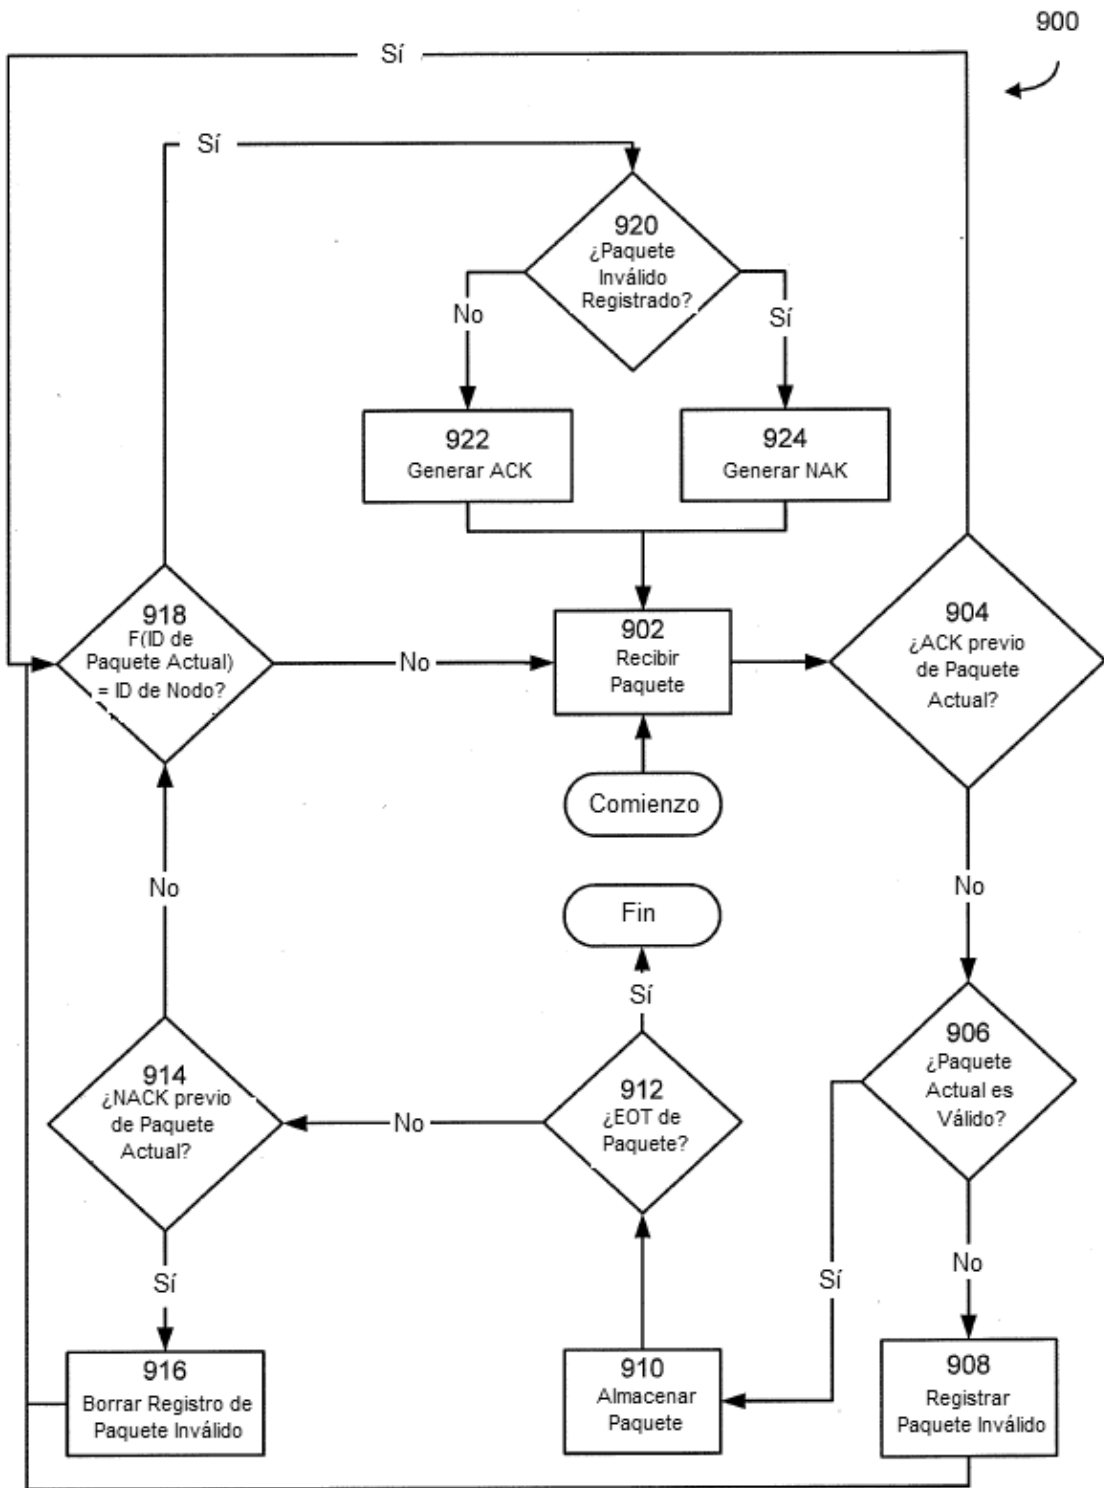 900
Sí
Sí
920
¿Paquete
Inválido
Registrado?
No
Sí
922
Generar ACK
924
Generar NAK
918
F(ID de
Paquete Actual)
= ID de Nodo?
No
902
Recibir
Paquete
904
¿ACK previo
de Paquete
Actual?
Comienzo
No
No
Fin
Sí
914
¿NACK previo
de Paquete
Actual?
No
912
¿EOT de
Paquete?
906
¿Paquete
Actual es
Válido?
Sí
Sí
No
916
Borrar Registro de
Paquete Inválido
910
Almacenar
Paquete
908
Registrar
Paquete Inválido